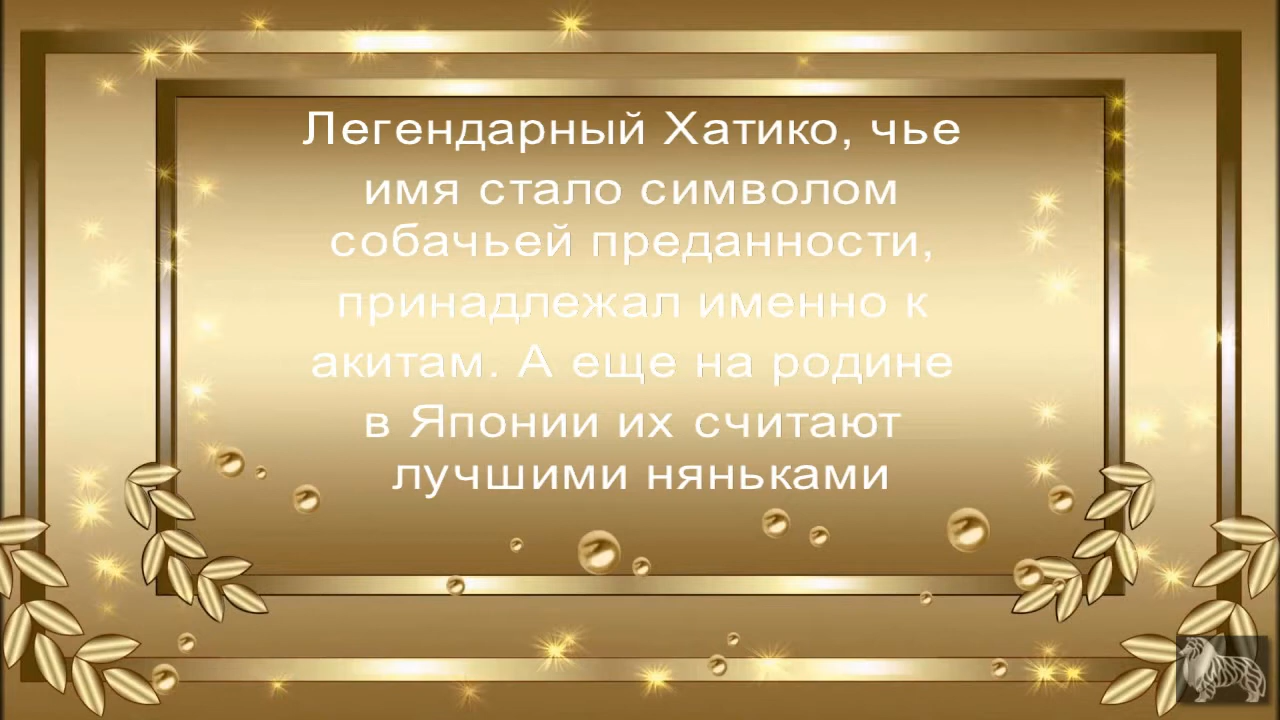 Легендарный Хатико, чье
имя стало символом
собачьей преданности,
принадлежал именно к
акитам. А еще на родине
в Японии их считают
лучшими няньками